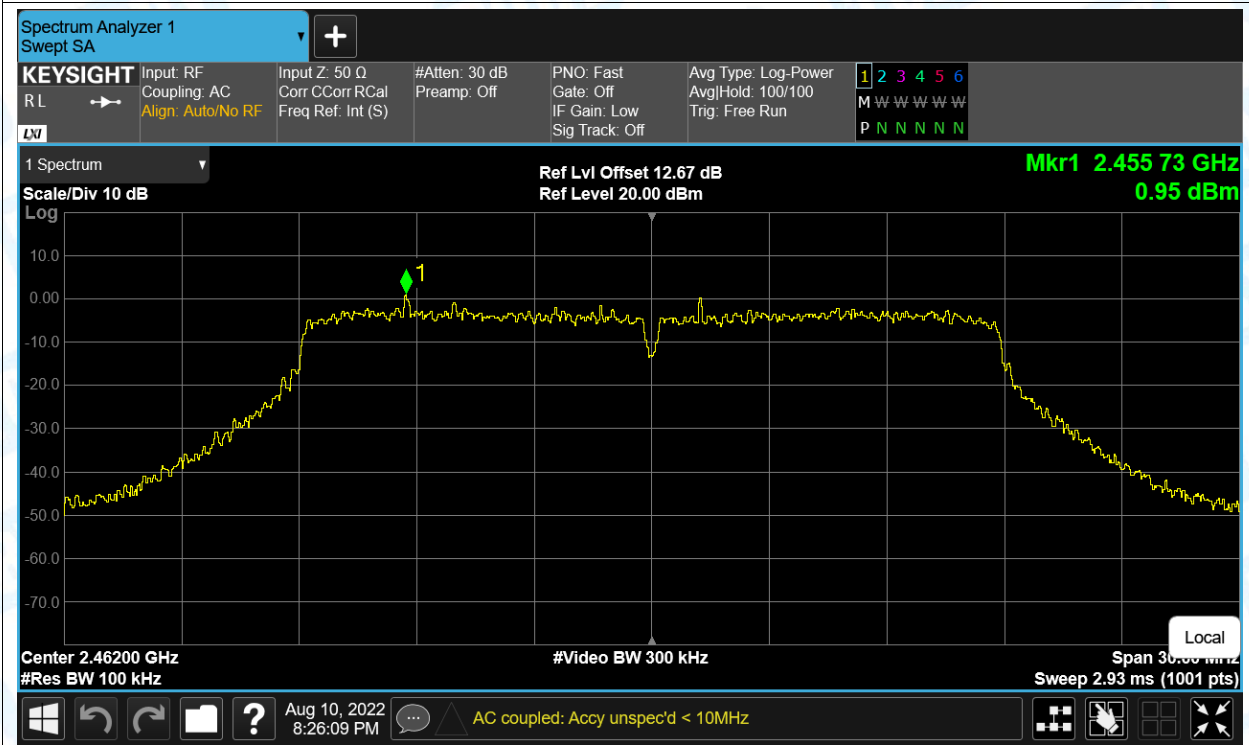 Spectrum Analyzer 1
Swept SA
KEYSIGHT
R L
LXI
Input: RF
Coupling: AC
Align: Auto/No RF
Input Z: 50 Ω
Corr CCorr RCal
Freq Ref: Int (S)
#Atten: 30 dB
Preamp: Off
PNO: Fast
Gate: Off
IF Gain: Low
Sig Track: Off
Avg Type: Log-Power
Avg|Hold: 100/100
Trig: Free Run
1 2 3 4 5 6
M W W W W W
P N N N N N
1 Spectrum
Scale/Div 10 dB
Log
Ref Lvl Offset 12.67 dB
Ref Level 20.00 dBm
Mkr1 2.455 73 GHz
0.95 dBm
10.0
1
0.00
-10.0
-20.0
-30.0
-40.0
-50.0
-60.0
-70.0
Local
Center 2.46200 GHz
#Res BW 100 kHz
#Video BW 300 kHz
Span 30.00 MHz
Sweep 2.93 ms (1001 pts)
?
Aug 10, 2022
8:26:09 PM
AC coupled: Accy unspec'd < 10MHz